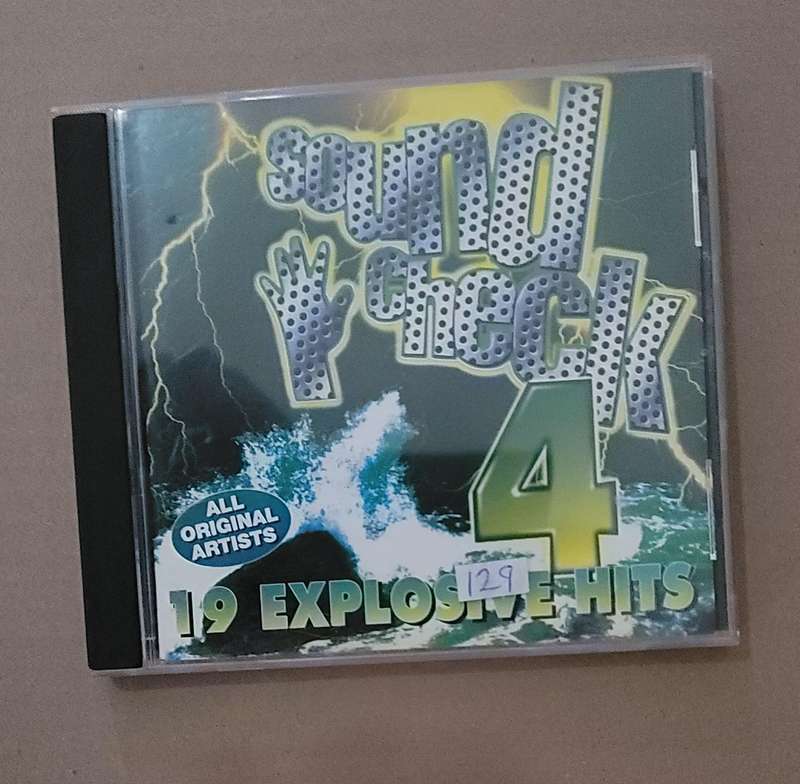 sound
check
4
ALL
ORIGINAL
ARTISTS
19 EXPLOSIVE HITS
129